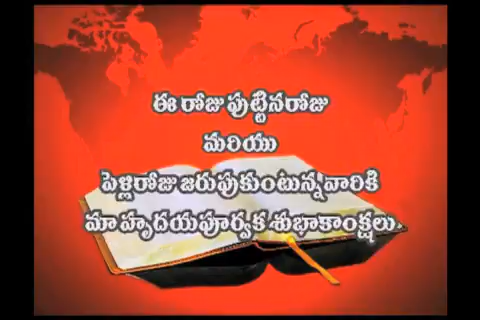 ఈ రోజు పుట్టినరోజు
మరియు
పెళ్లిరోజు జరుపుకుంటున్నవారికి
మా హృదయపూర్వక శుభాకాంక్షలు